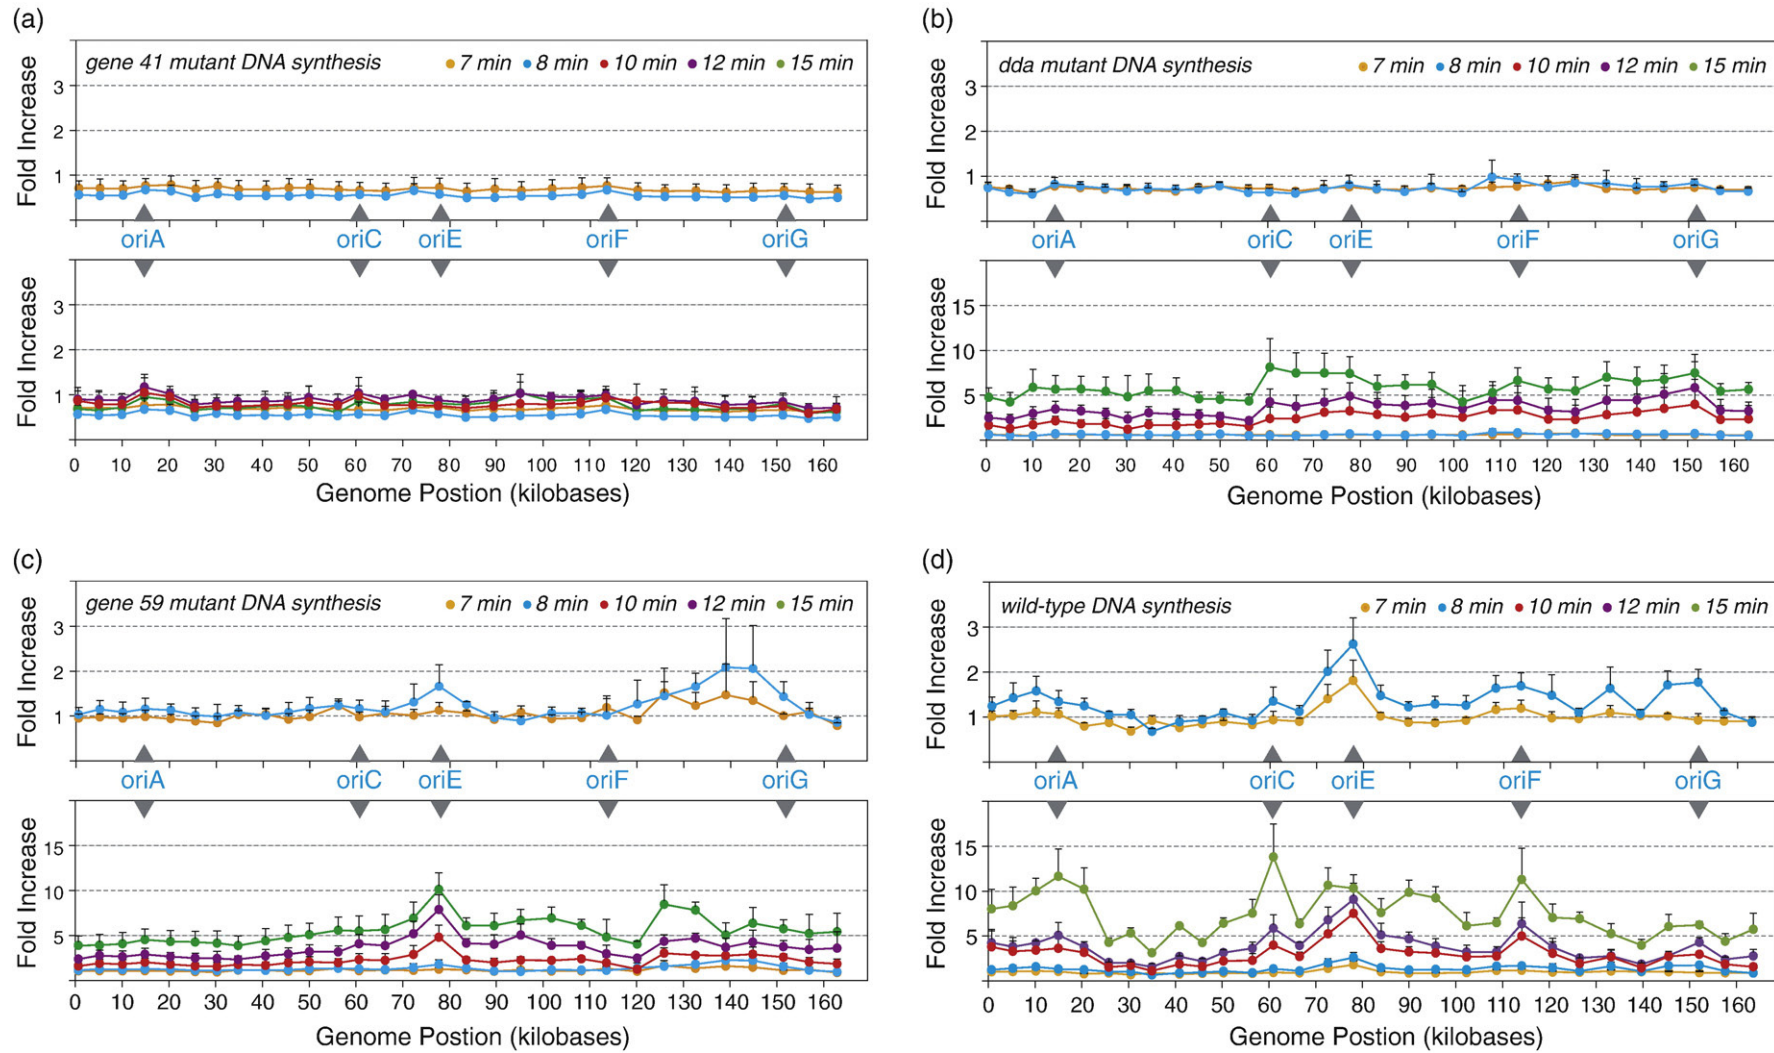 (a)
gene 41 mutant DNA synthesis 7 min 8 min 10 min 12 min 15 min
Fold Increase
3
2
1
oriA oriC oriE oriF oriG
Fold Increase
3
2
1
0 10 20 30 40 50 60 70 80 90 100 110 120 130 140 150 160
Genome Postion (kilobases)
(b)
dda mutant DNA synthesis 7 min 8 min 10 min 12 min 15 min
Fold Increase
3
2
1
oriA oriC oriE oriF oriG
Fold Increase
15
10
5
0 10 20 30 40 50 60 70 80 90 100 110 120 130 140 150 160
Genome Postion (kilobases)
(c)
gene 59 mutant DNA synthesis 7 min 8 min 10 min 12 min 15 min
Fold Increase
3
2
1
oriA oriC oriE oriF oriG
Fold Increase
15
10
5
0 10 20 30 40 50 60 70 80 90 100 110 120 130 140 150 160
Genome Postion (kilobases)
(d)
wild-type DNA synthesis 7 min 8 min 10 min 12 min 15 min
Fold Increase
3
2
1
oriA oriC oriE oriF oriG
Fold Increase
15
10
5
0 10 20 30 40 50 60 70 80 90 100 110 120 130 140 150 160
Genome Postion (kilobases)